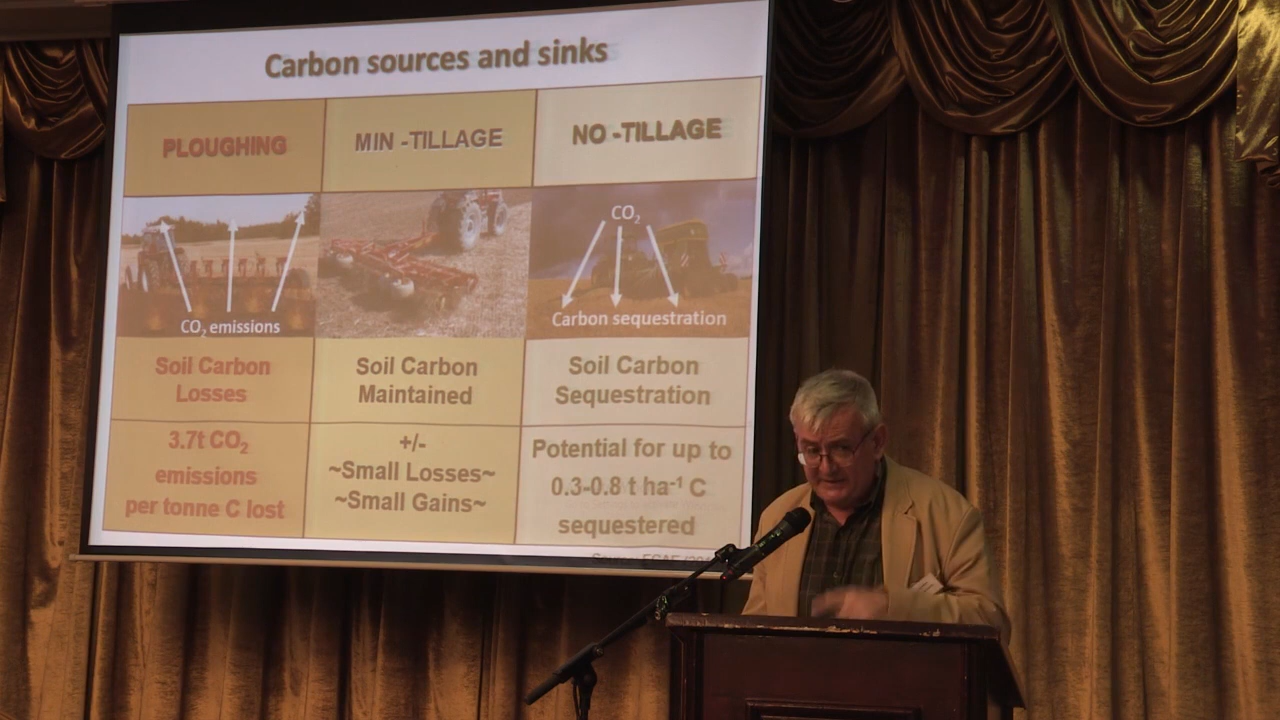 Carbon sources and sinks
PLOUGHING
MIN -TILLAGE
NO -TILLAGE
CO₂ emissions
CO₂
Carbon sequestration
Soil Carbon
Losses
Soil Carbon
Maintained
Soil Carbon
Sequestration
3.7t CO₂
emissions
per tonne C lost
+/-
~Small Losses~
~Small Gains~
Potential for up to
0.3-0.8 t ha⁻¹ C
sequestered